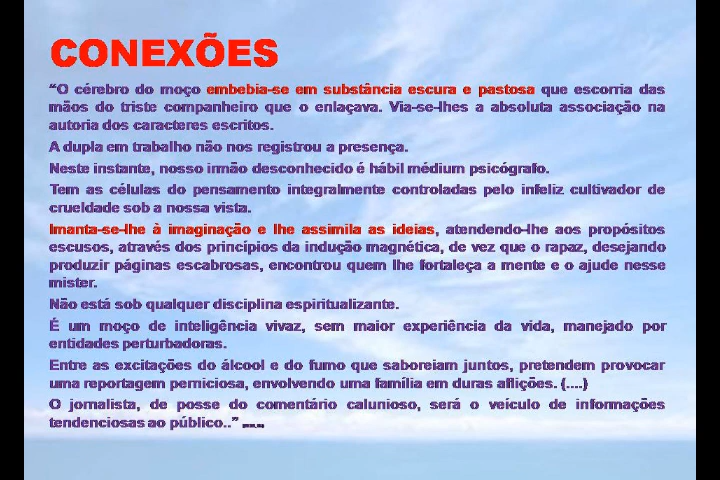 CONEXÕES
“O cérebro do moço embebia-se em substância escura e pastosa que escorria das
mãos do triste companheiro que o enlaçava. Via-se-lhes a absoluta associação na
autoria dos caracteres escritos.
A dupla em trabalho não nos registrou a presença.
Neste instante, nosso irmão desconhecido é hábil médium psicógrafo.
Tem as células do pensamento integralmente controladas pelo infeliz cultivador de
crueldade sob a nossa vista.
Imanta-se-lhe à imaginação e lhe assimila as ideias, atendendo-lhe aos propósitos
escusos, através dos princípios da indução magnética, de vez que o rapaz, desejando
produzir páginas escabrosas, encontrou quem lhe fortaleça a mente e o ajude nesse
mister.
Não está sob qualquer disciplina espiritualizante.
É um moço de inteligência vivaz, sem maior experiência da vida, manejado por
entidades perturbadoras.
Entre as excitações do álcool e do fumo que saboreiam juntos, pretendem provocar
uma reportagem perniciosa, envolvendo uma família em duras aflições. (....)
O jornalista, de posse do comentário calunioso, será o veículo de informações
tendenciosas ao público..” ....